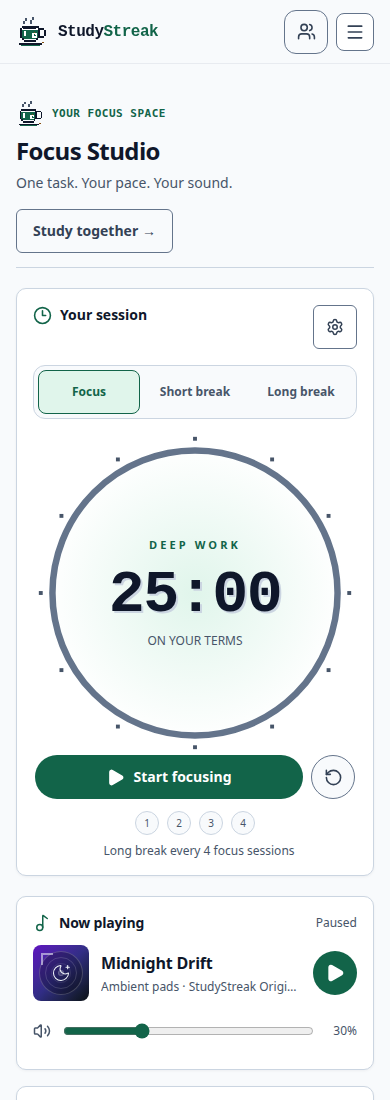 StudyStreak
YOUR FOCUS SPACE
Focus Studio
One task. Your pace. Your sound.
Study together →
Your session
Focus Short break Long break
DEEP WORK
25:00
ON YOUR TERMS
Start focusing
1 2 3 4
Long break every 4 focus sessions
Now playing Paused
Midnight Drift
Ambient pads · StudyStreak Origi...
30%